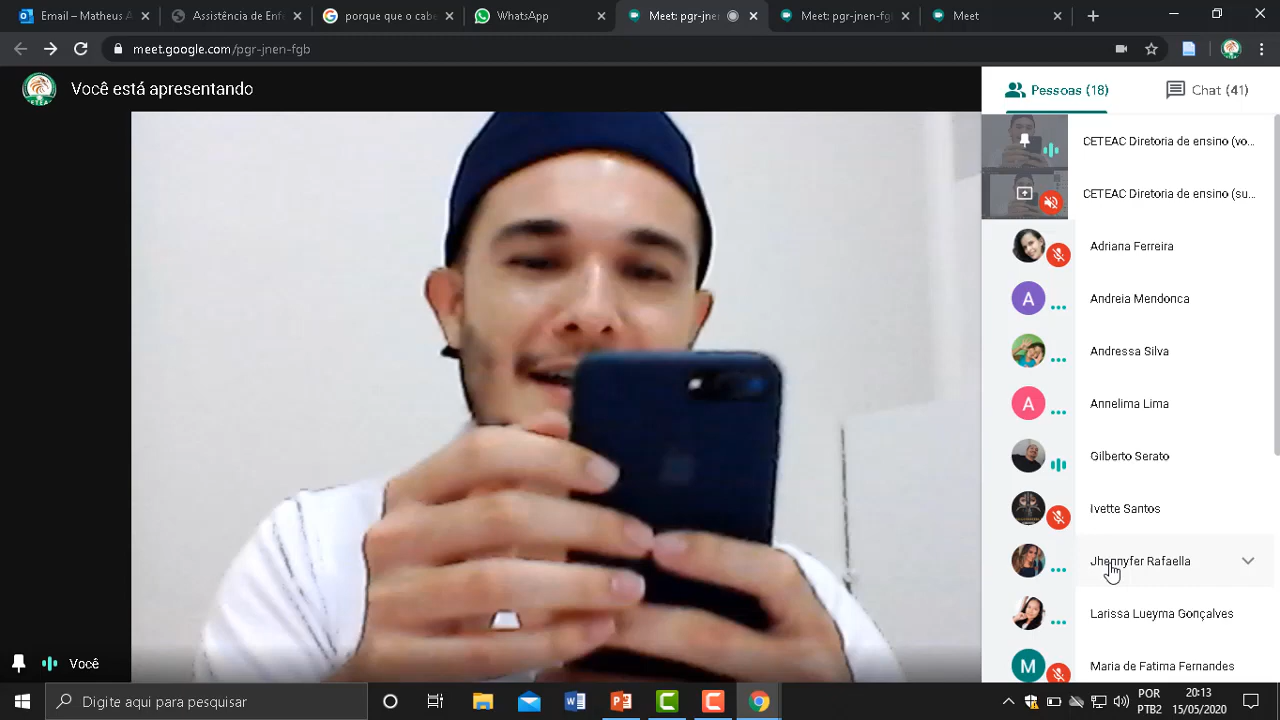 Email – Matheus A
Assistência de Enf
porque que o cabe
WhatsApp
Meet: pgr-jne
Meet: pgr-jnen-fg
Meet
meet.google.com/pgr-jnen-fgb
CETEAC
Você está apresentando
Pessoas (18)
Chat (41)
CETEAC Diretoria de ensino (vo...
CETEAC Diretoria de ensino (su...
Adriana Ferreira
A
Andreia Mendonca
Andressa Silva
A
Annelima Lima
Gilberto Serato
Ivette Santos
Jhennyfer Rafaella
Larissa Lueyma Gonçalves
M
Maria de Fatima Fernandes
Você
Digite aqui para pesquisar
POR
PTB2
20:13
15/05/2020